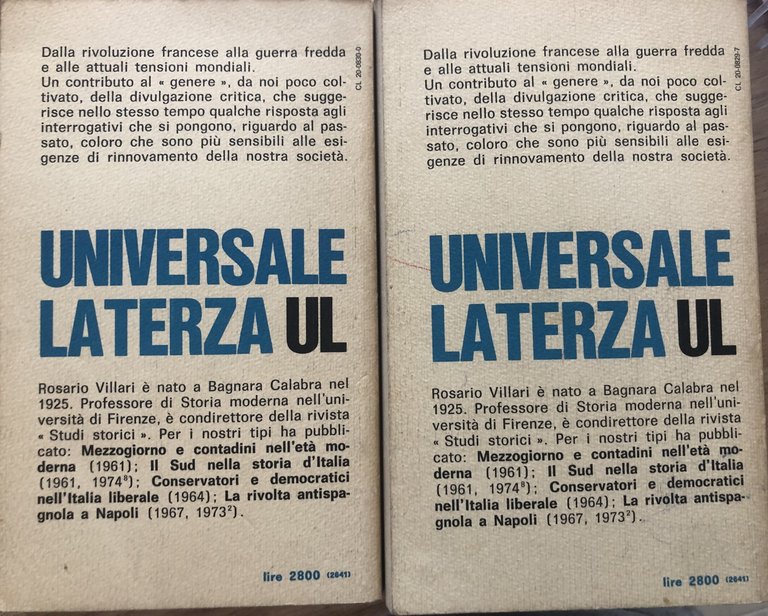 Dalla rivoluzione francese alla guerra fredda
e alle attuali tensioni mondiali.
Un contributo al « genere », da noi poco col-
tivato, della divulgazione critica, che sugge-
risce nello stesso tempo qualche risposta agli
interrogativi che si pongono, riguardo al pas-
sato, coloro che sono più sensibili alle esi-
genze di rinnovamento della nostra società.
CL 20-0830-0
UNIVERSALE
LATERZA UL
Rosario Villari è nato a Bagnara Calabra nel
1925. Professore di Storia moderna nell'uni-
versità di Firenze, è condirettore della rivista
« Studi storici ». Per i nostri tipi ha pubbli-
cato: Mezzogiorno e contadini nell'età mo-
derna (1961); Il Sud nella storia d'Italia
(1961, 1974⁸); Conservatori e democratici
nell'Italia liberale (1964); La rivolta antispa-
gnola a Napoli (1967, 1973²).
lire 2800 (2641)
Dalla rivoluzione francese alla guerra fredda
e alle attuali tensioni mondiali.
Un contributo al « genere », da noi poco col-
tivato, della divulgazione critica, che sugge-
risce nello stesso tempo qualche risposta agli
interrogativi che si pongono, riguardo al pas-
sato, coloro che sono più sensibili alle esi-
genze di rinnovamento della nostra società.
CL 20-0829-7
UNIVERSALE
LATERZA UL
Rosario Villari è nato a Bagnara Calabra nel
1925. Professore di Storia moderna nell'uni-
versità di Firenze, è condirettore della rivista
« Studi storici ». Per i nostri tipi ha pubbli-
cato: Mezzogiorno e contadini nell'età mo-
derna (1961); Il Sud nella storia d'Italia
(1961, 1974⁸); Conservatori e democratici
nell'Italia liberale (1964); La rivolta antispa-
gnola a Napoli (1967, 1973²).
lire 2800 (2641)